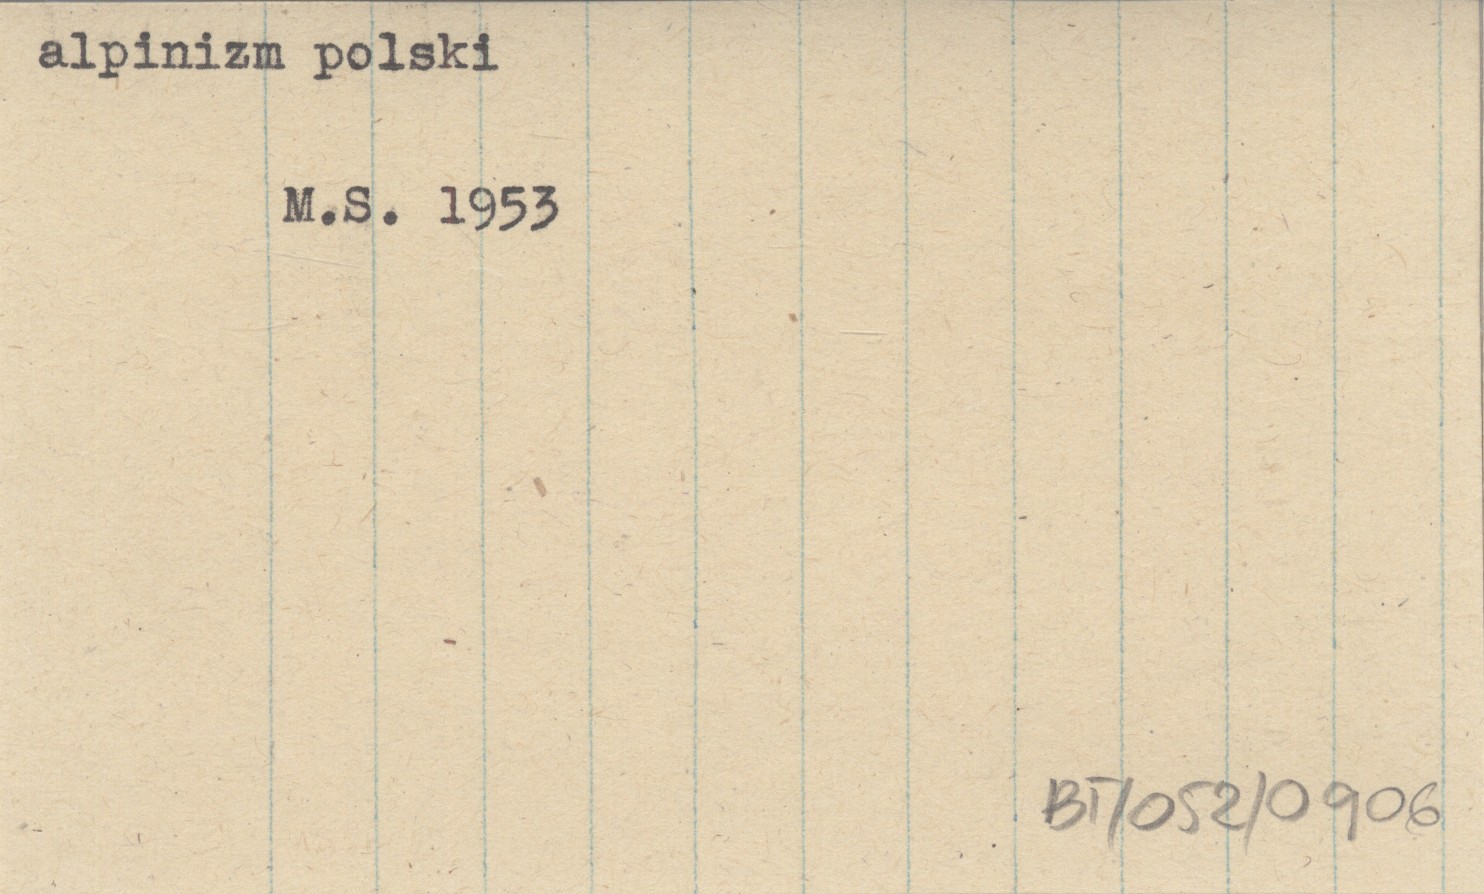 alpinizm polski
M.S. 1953
BT/052/0906